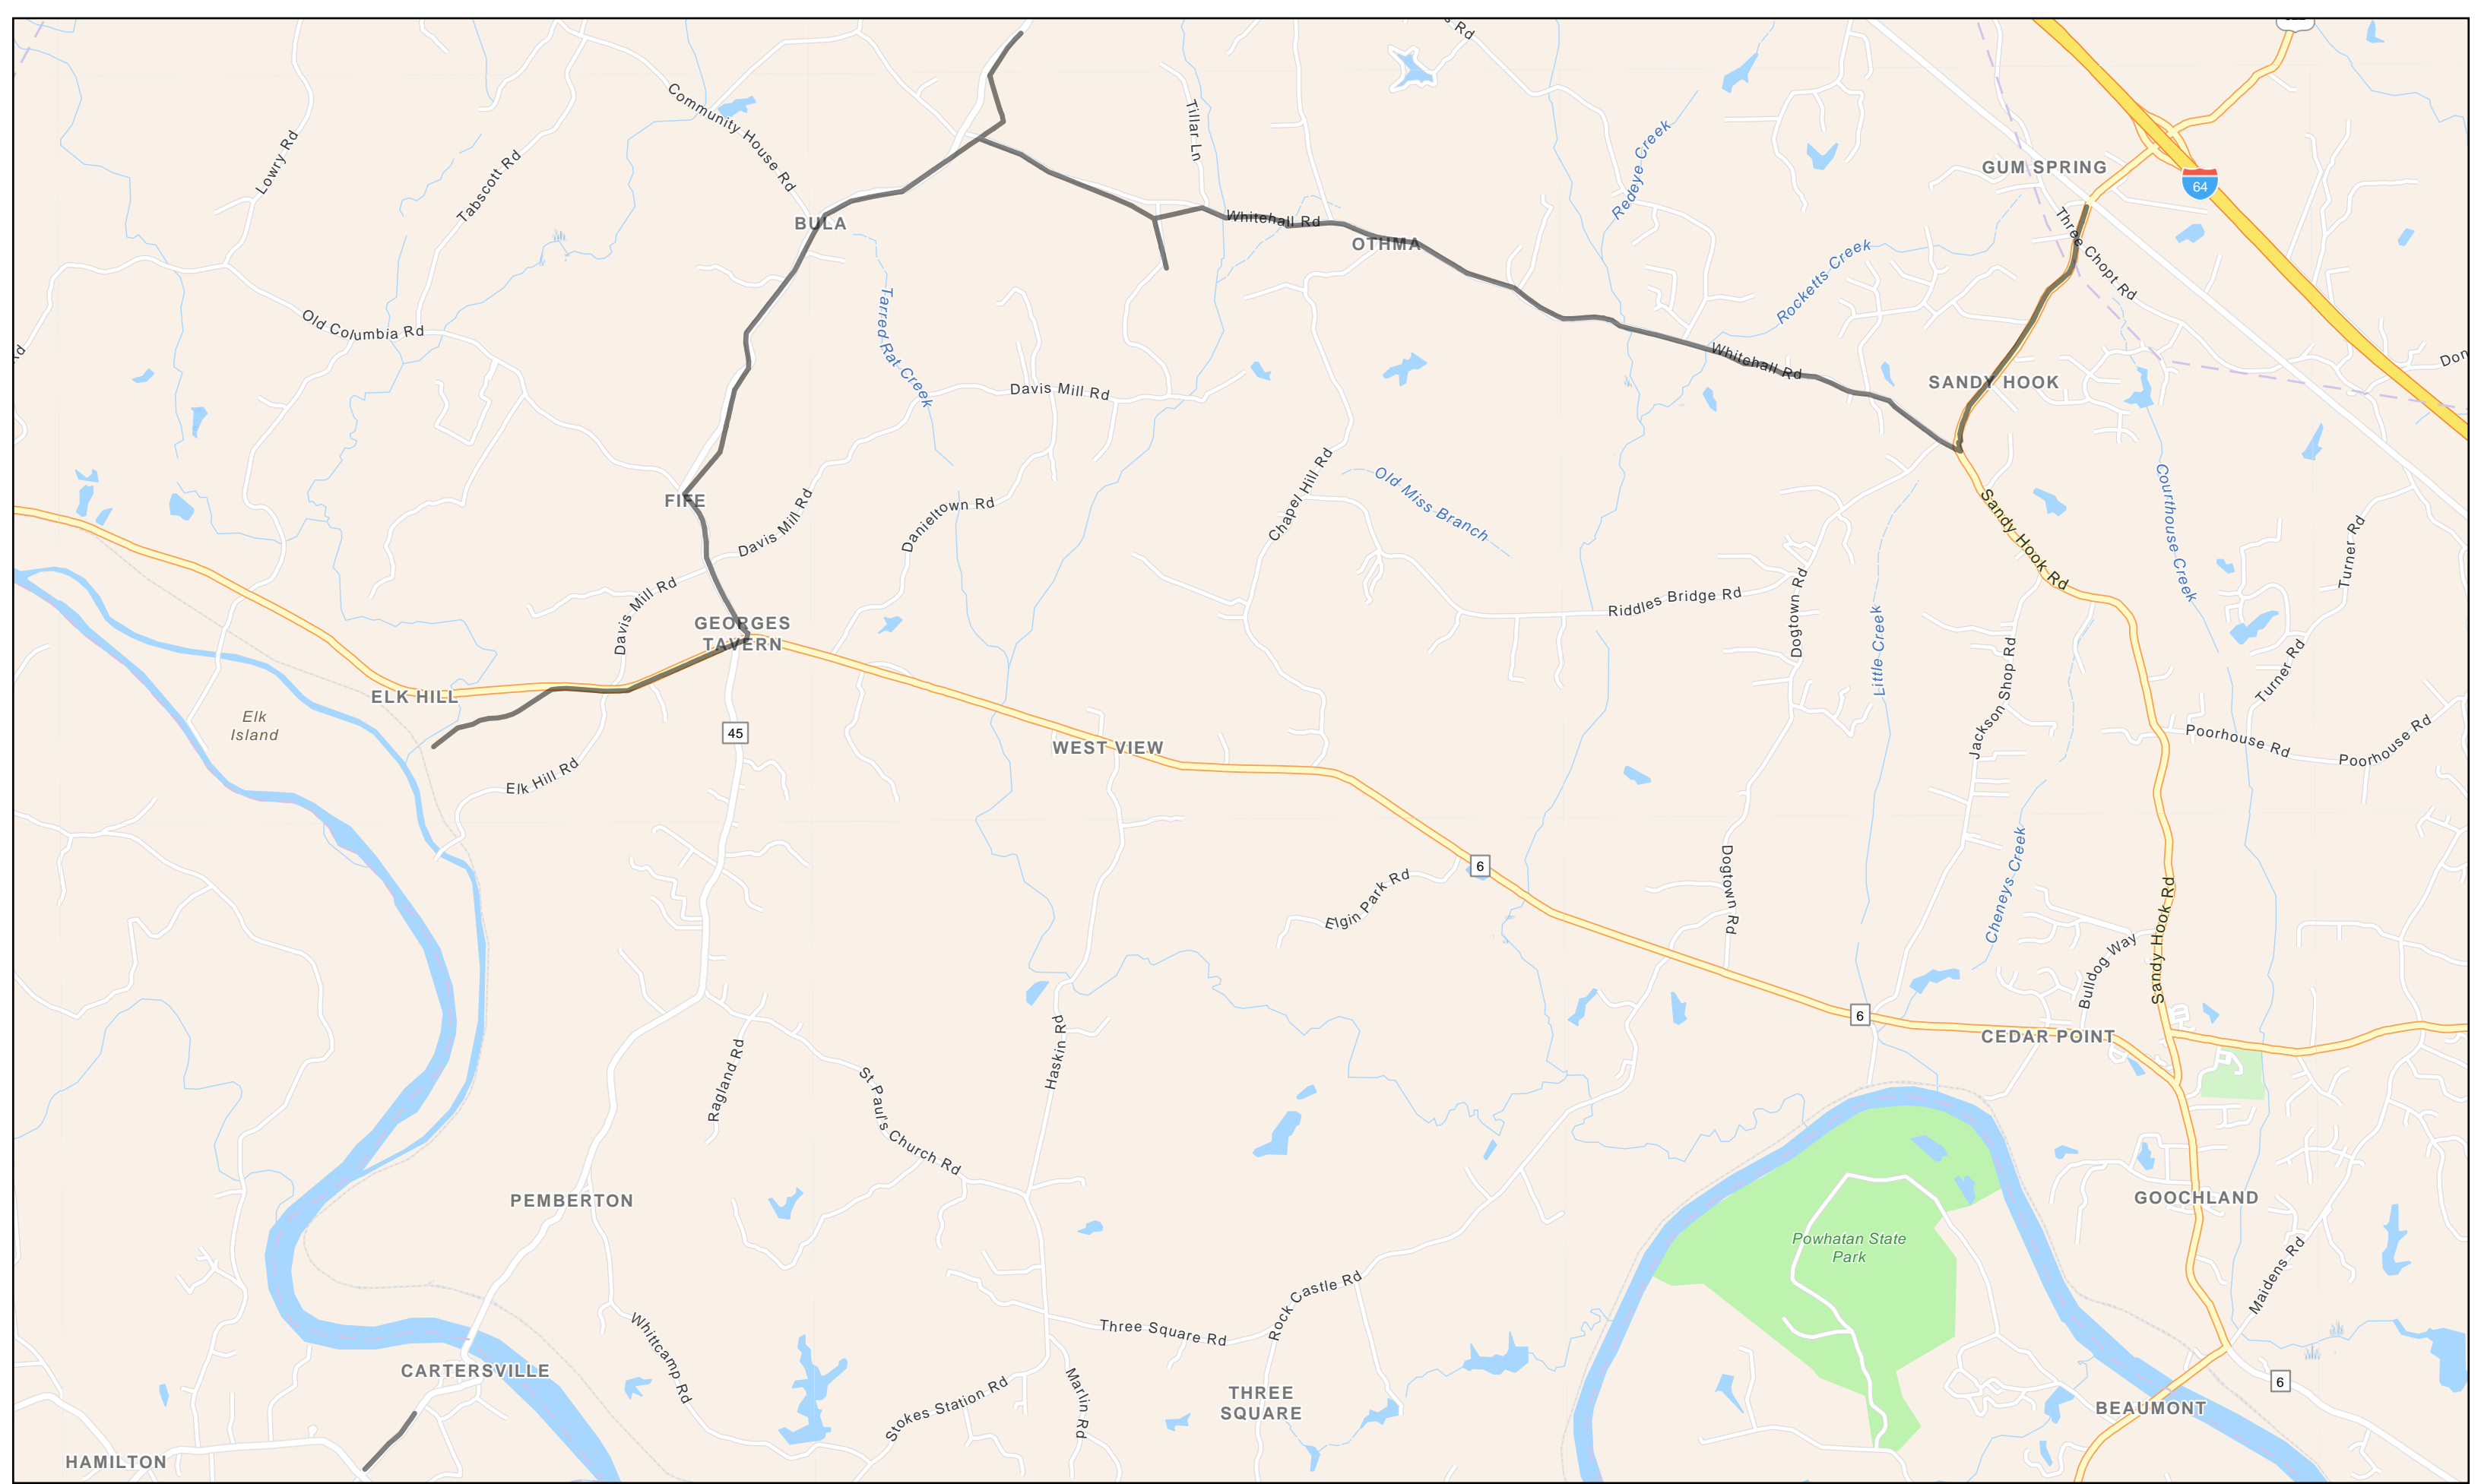 s Rd
Community House Rd
Tillar Ln
Lowry Rd
Tabscott Rd
Redeye Creek
GUM SPRING
64
BULA
Whitehall Rd
OTHMA
Three Chopt Rd
Rocketts Creek
Old Columbia Rd
Tarred Rat Creek
Rd
Don
Whitehall Rd
SANDY HOOK
Davis Mill Rd
FIFE
Davis Mill Rd
Danieltown Rd
Chapel Hill Rd
Old Miss Branch
Sandy Hook Rd
Courthouse Creek
Turner Rd
Davis Mill Rd
GEORGES
TAVERN
Riddles Bridge Rd
Dogtown Rd
Little Creek
Jackson Shop Rd
Turner Rd
ELK HILL
Elk
Island
45
WEST VIEW
Poorhouse Rd
Poorhouse Rd
Elk Hill Rd
6
Elgin Park Rd
Dogtown Rd
Cheneys Creek
Sandy Hook Rd
Bulldog Way
6
CEDAR POINT
Haskin Rd
Ragland Rd
St Paul's Church Rd
PEMBERTON
GOOCHLAND
Powhatan State
Park
Maidens Rd
Rock Castle Rd
Three Square Rd
Whittcamp Rd
CARTERSVILLE
Stokes Station Rd
Marlin Rd
THREE
SQUARE
6
BEAUMONT
HAMILTON